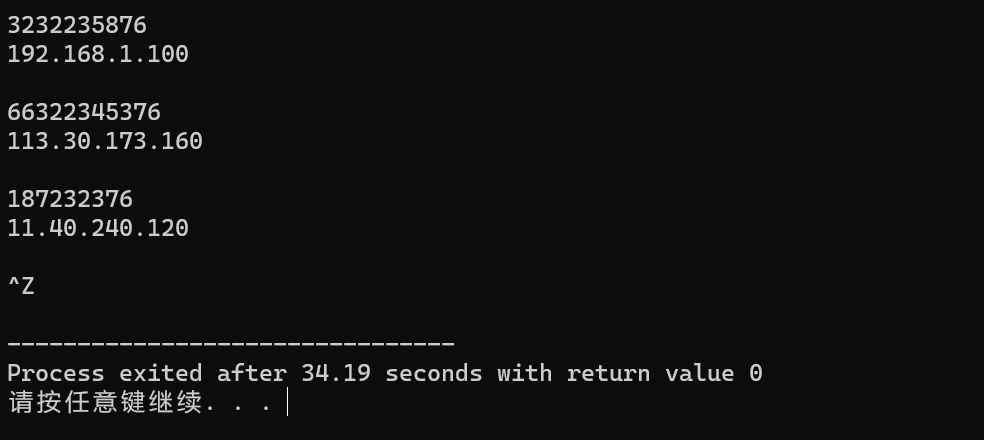 3232235876
192.168.1.100
66322345376
113.30.173.160
187232376
11.40.240.120
^Z
--------------------------------
Process exited after 34.19 seconds with return value 0
请按任意键继续. . .